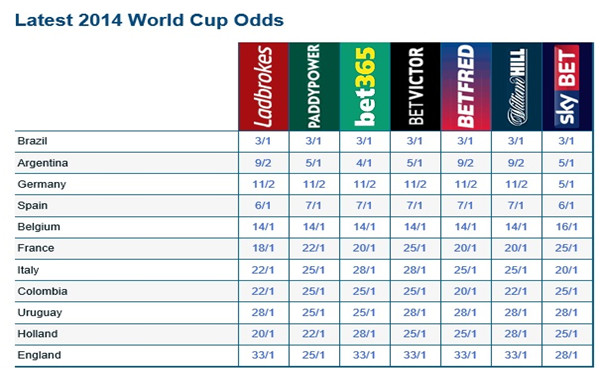 Latest 2014 World Cup Odds
Ladbrokes PADDYPOWER bet365 BETVICTOR BETFRED William HILL sky BET
Brazil 3/1 3/1 3/1 3/1 3/1 3/1 3/1
Argentina 9/2 5/1 4/1 5/1 9/2 9/2 5/1
Germany 11/2 11/2 11/2 11/2 11/2 11/2 5/1
Spain 6/1 7/1 7/1 7/1 7/1 7/1 6/1
Belgium 14/1 14/1 14/1 14/1 14/1 14/1 16/1
France 18/1 22/1 20/1 25/1 20/1 20/1 25/1
Italy 22/1 25/1 28/1 28/1 25/1 25/1 20/1
Colombia 22/1 25/1 25/1 25/1 20/1 22/1 25/1
Uruguay 28/1 25/1 25/1 28/1 28/1 28/1 28/1
Holland 20/1 22/1 28/1 25/1 25/1 28/1 25/1
England 33/1 25/1 33/1 33/1 33/1 33/1 28/1